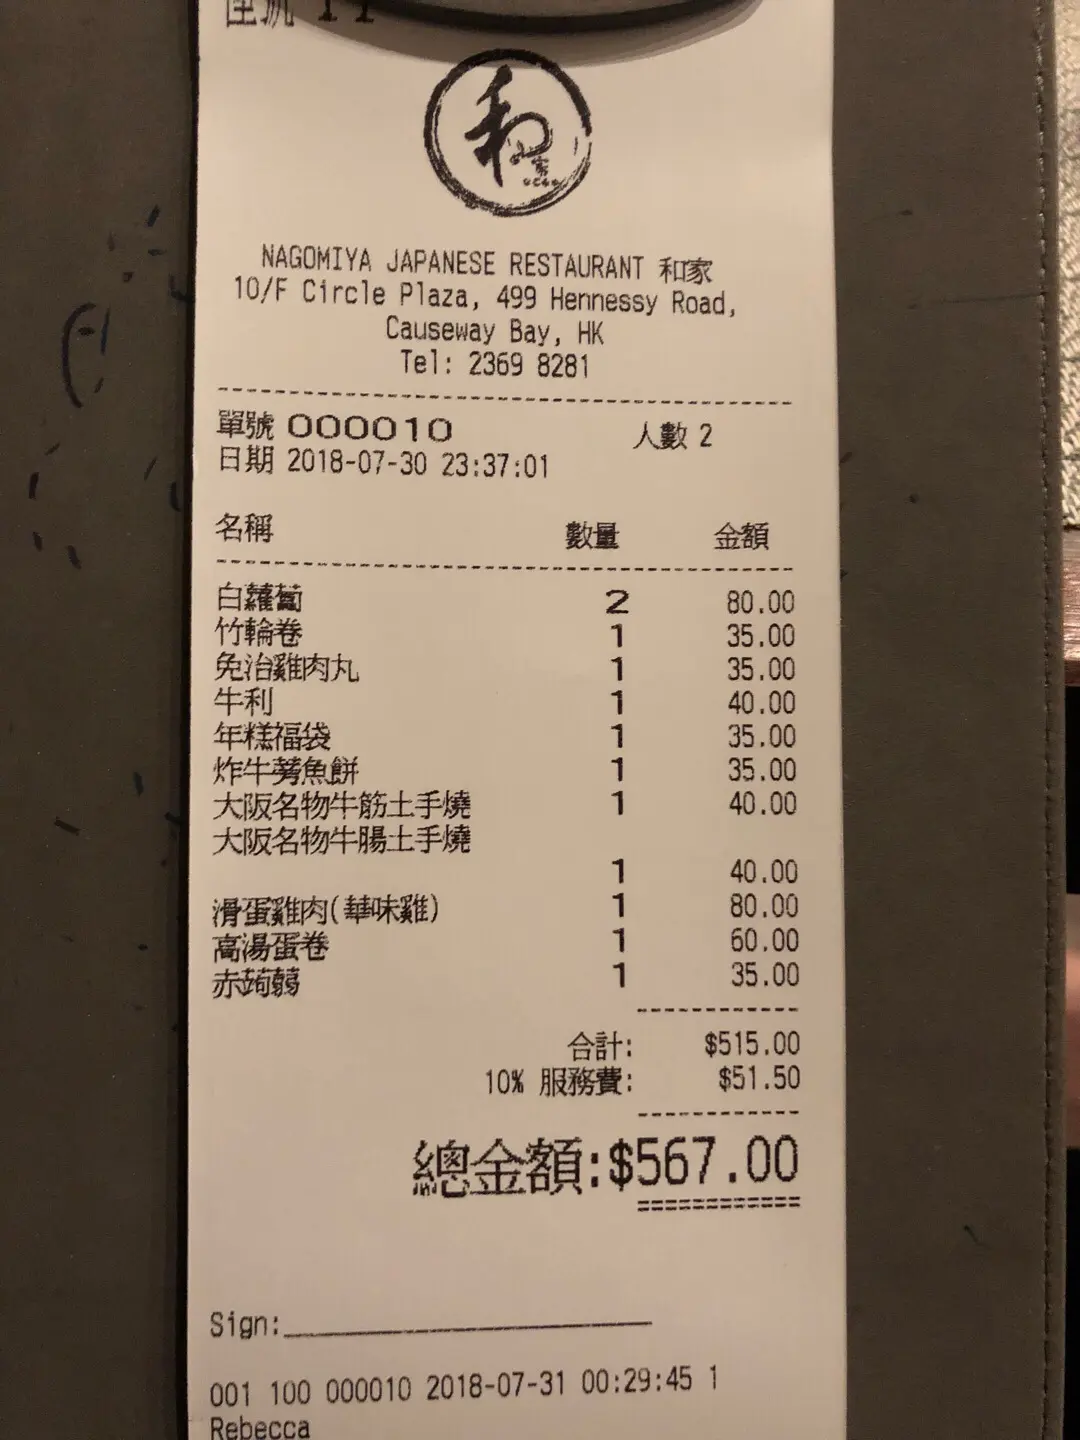 座號 11
和家
NAGOMIYA JAPANESE RESTAURANT 和家
10/F Circle Plaza, 499 Hennessy Road,
Causeway Bay, HK
Tel: 2369 8281
單號 000010 人數 2
日期 2018-07-30 23:37:01
名稱 數量 金額
白蘿蔔 2 80.00
竹輪卷 1 35.00
免治雞肉丸 1 35.00
牛利 1 40.00
年糕福袋 1 35.00
炸牛蒡魚餅 1 35.00
大阪名物牛筋土手燒 1 40.00
大阪名物牛腸土手燒
1 40.00
滑蛋雞肉(華味雞) 1 80.00
高湯蛋卷 1 60.00
赤蒟蒻 1 35.00
合計: $515.00
10% 服務費: $51.50
總金額:$567.00
Sign:
001 100 000010 2018-07-31 00:29:45 1
Rebecca